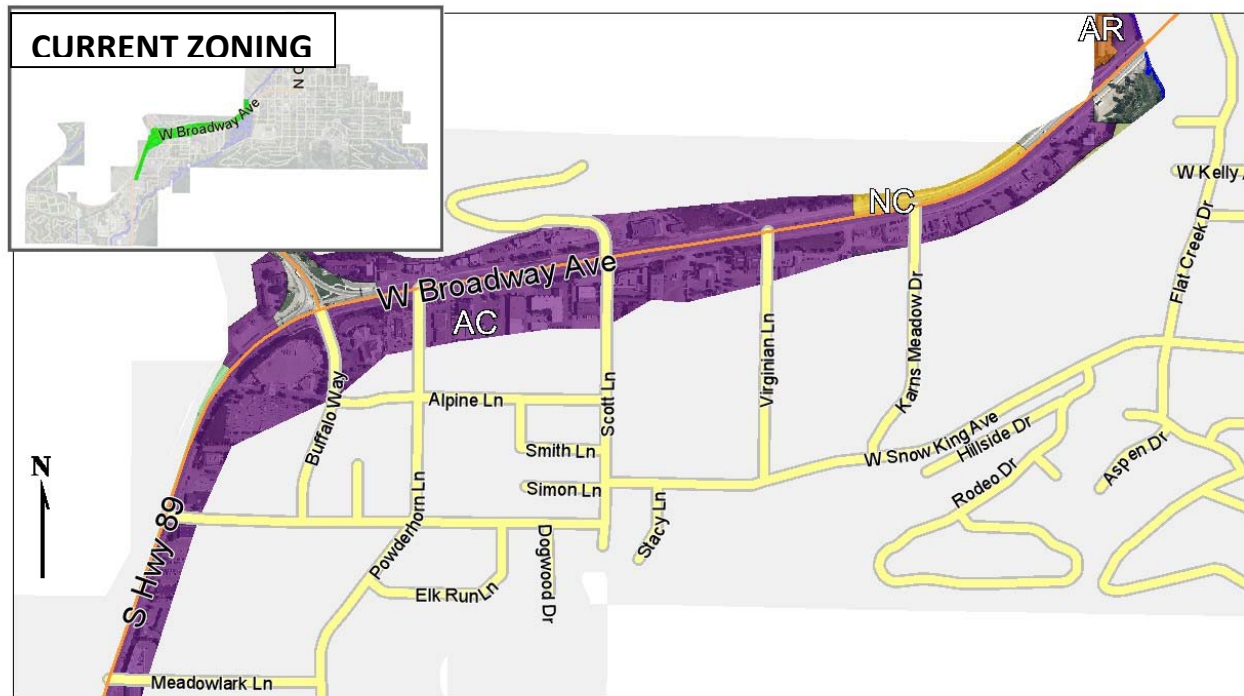 CURRENT ZONING
N C
W Broadway Ave
AR
W Kelly A
NC
Flat Creek Dr
W Broadway Ave
AC
Virginian Ln
Karns Meadow Dr
Scott Ln
Buffalo Way
Alpine Ln
W Snow King Ave
Hillside Dr
Smith Ln
Aspen Dr
N
Simon Ln
Rodeo Dr
S Hwy 89
Powderhorn Ln
Stacy Ln
Dogwood Dr
Elk Run Ln
Meadowlark Ln